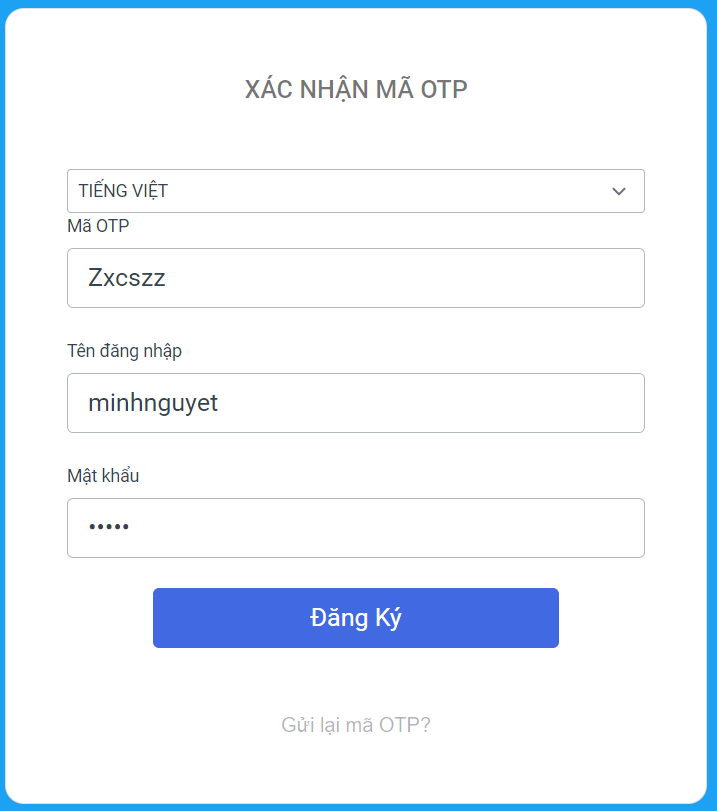 XÁC NHẬN MÃ OTP
TIẾNG VIỆT
Mã OTP
Zxcszz
Tên đăng nhập
minhnguyet
Mật khẩu
•••••
Đăng Ký
Gửi lại mã OTP?